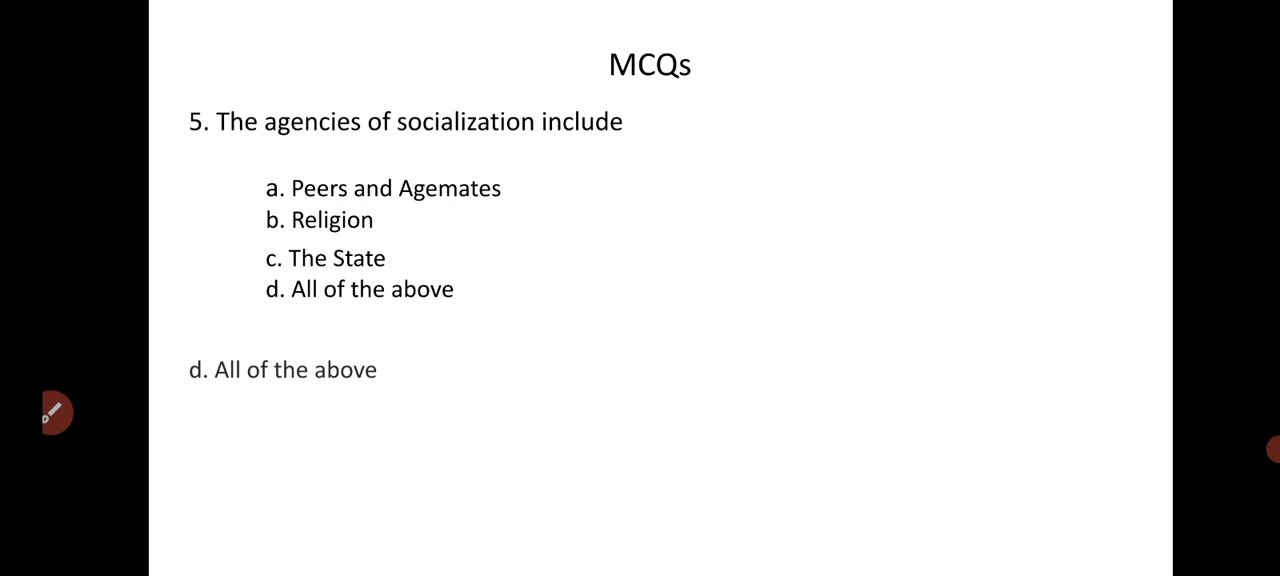 MCQs
5. The agencies of socialization include
a. Peers and Agemates
b. Religion
c. The State
d. All of the above
d. All of the above